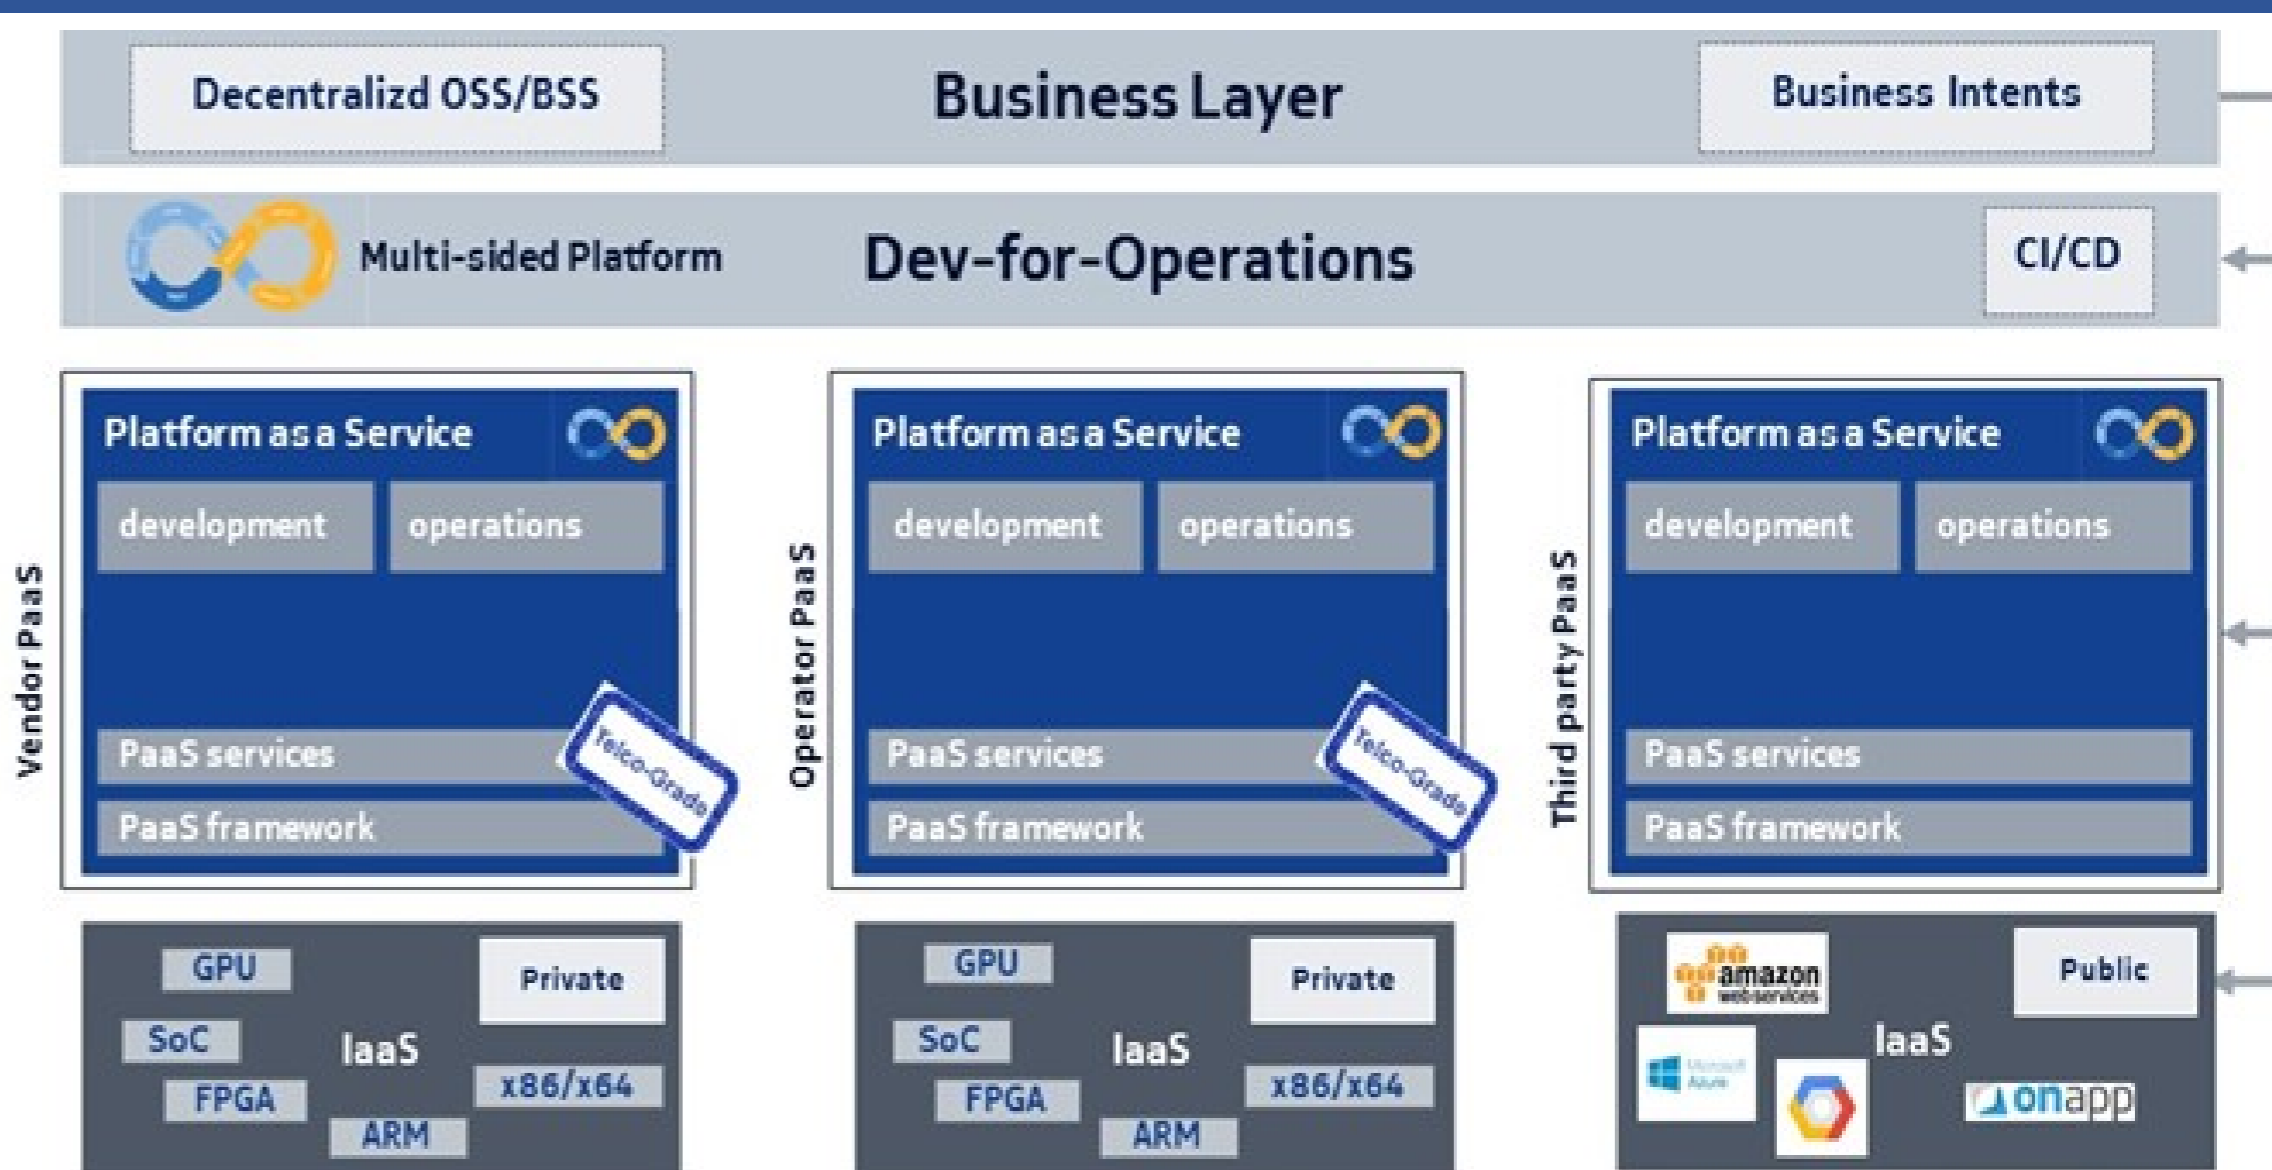 Decentralizd OSS/BSS
Business Layer
Business Intents
Multi-sided Platform
Dev-for-Operations
CI/CD
Vendor PaaS
Platform as a Service
development
operations
PaaS services
PaaS framework
Telco-Grade
Operator PaaS
Platform as a Service
development
operations
PaaS services
PaaS framework
Telco-Grade
Third party PaaS
Platform as a Service
development
operations
PaaS services
PaaS framework
GPU
Private
SoC
IaaS
FPGA
x86/x64
ARM
GPU
Private
SoC
IaaS
FPGA
x86/x64
ARM
amazon
webservices
Public
IaaS
Microsoft
Azure
onapp